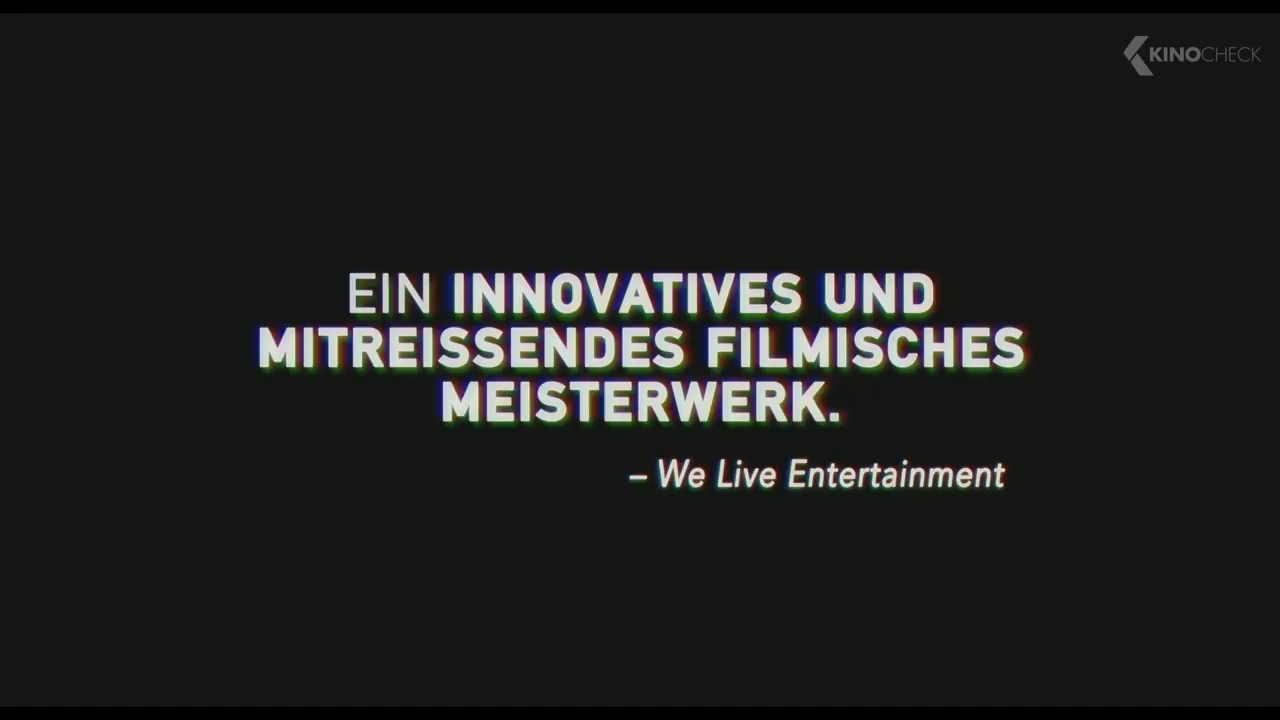 KINOCHECK
EIN INNOVATIVES UND
MITREISSENDES FILMISCHES
MEISTERWERK.
– We Live Entertainment